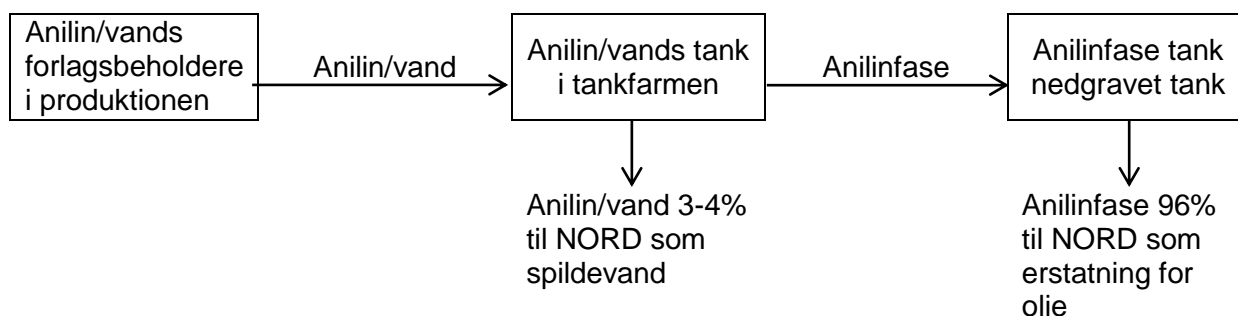 Anilin/vands
forlagsbeholdere
i produktionen
Anilin/vand
Anilin/vands tank
i tankfarmen
Anilinfase
Anilinfase tank
nedgravet tank
Anilin/vand 3-4%
til NORD som
spildevand
Anilinfase 96%
til NORD som
erstatning for
olie